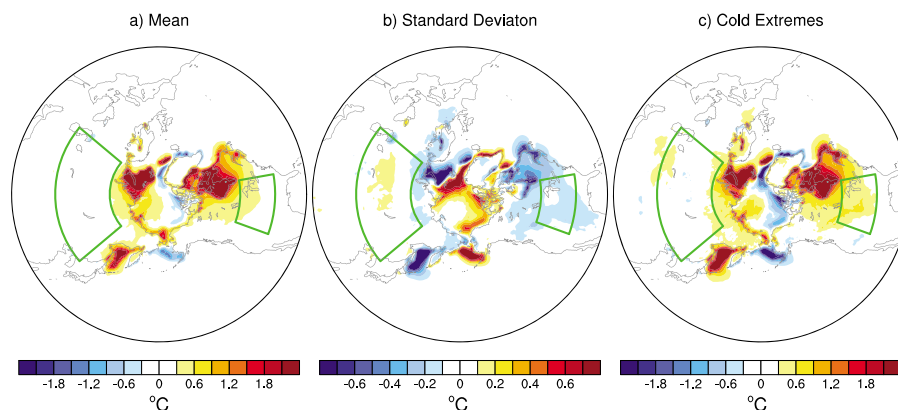 a) Mean
b) Standard Deviaton
c) Cold Extremes
-1.8 -1.2 -0.6 0 0.6 1.2 1.8
-0.6 -0.4 -0.2 0 0.2 0.4 0.6
-1.8 -1.2 -0.6 0 0.6 1.2 1.8
°C
°C
°C